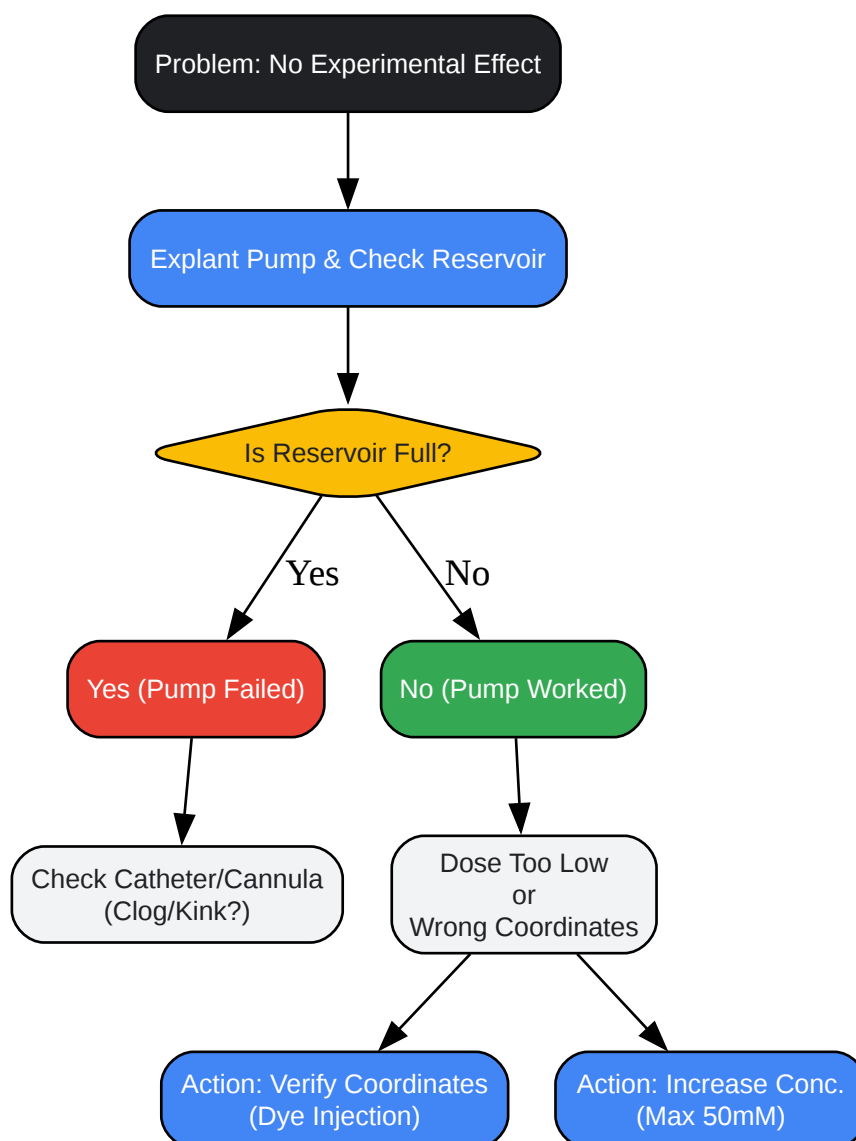 Problem: No Experimental Effect
Explant Pump & Check Reservoir
Is Reservoir Full?
Yes
No
Yes (Pump Failed)
No (Pump Worked)
Check Catheter/Cannula
(Clog/Kink?)
Dose Too Low
or
Wrong Coordinates
Action: Verify Coordinates
(Dye Injection)
Action: Increase Conc.
(Max 50mM)